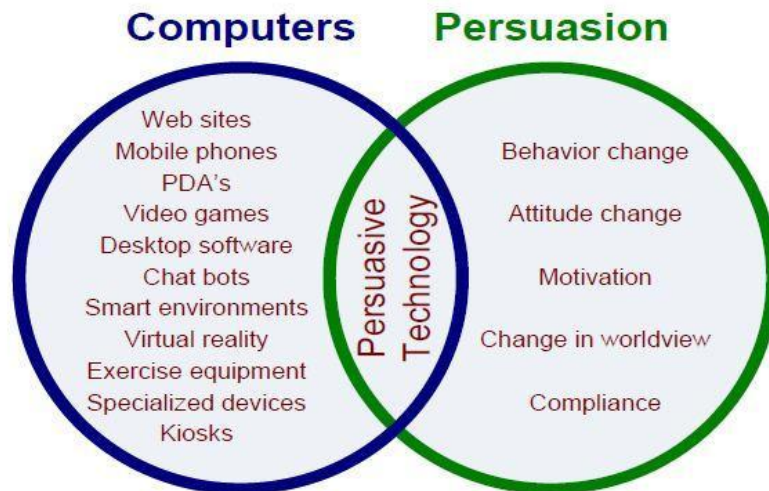 Computers
Persuasion
Web sites
Mobile phones
PDA's
Video games
Desktop software
Chat bots
Smart environments
Virtual reality
Exercise equipment
Specialized devices
Kiosks
Persuasive
Technology
Behavior change
Attitude change
Motivation
Change in worldview
Compliance